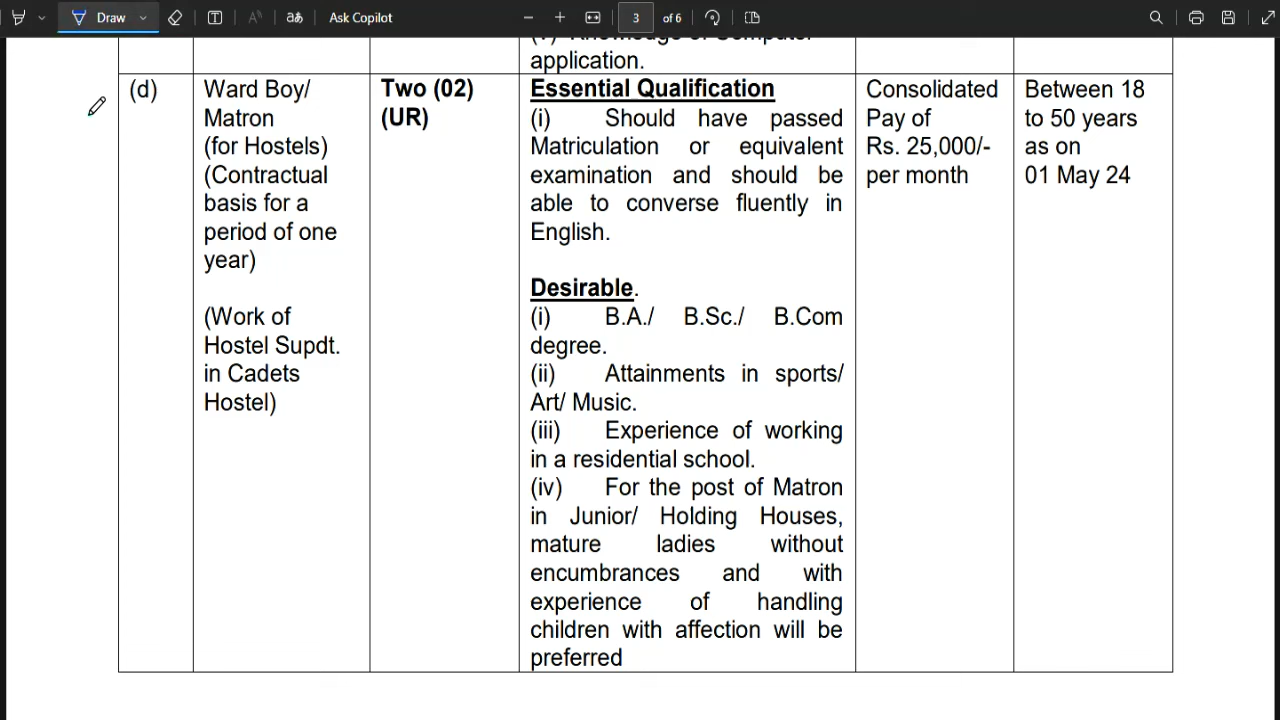 Draw
Ask Copilot
3 of 6
(v) Knowledge of Computer
application.
(d)
Ward Boy/
Matron
(for Hostels)
(Contractual
basis for a
period of one
year)
(Work of
Hostel Supdt.
in Cadets
Hostel)
Two (02)
(UR)
Essential Qualification
(i) Should have passed
Matriculation or equivalent
examination and should be
able to converse fluently in
English.
Desirable.
(i) B.A./ B.Sc./ B.Com
degree.
(ii) Attainments in sports/
Art/ Music.
(iii) Experience of working
in a residential school.
(iv) For the post of Matron
in Junior/ Holding Houses,
mature ladies without
encumbrances and with
experience of handling
children with affection will be
preferred
Consolidated
Pay of
Rs. 25,000/-
per month
Between 18
to 50 years
as on
01 May 24